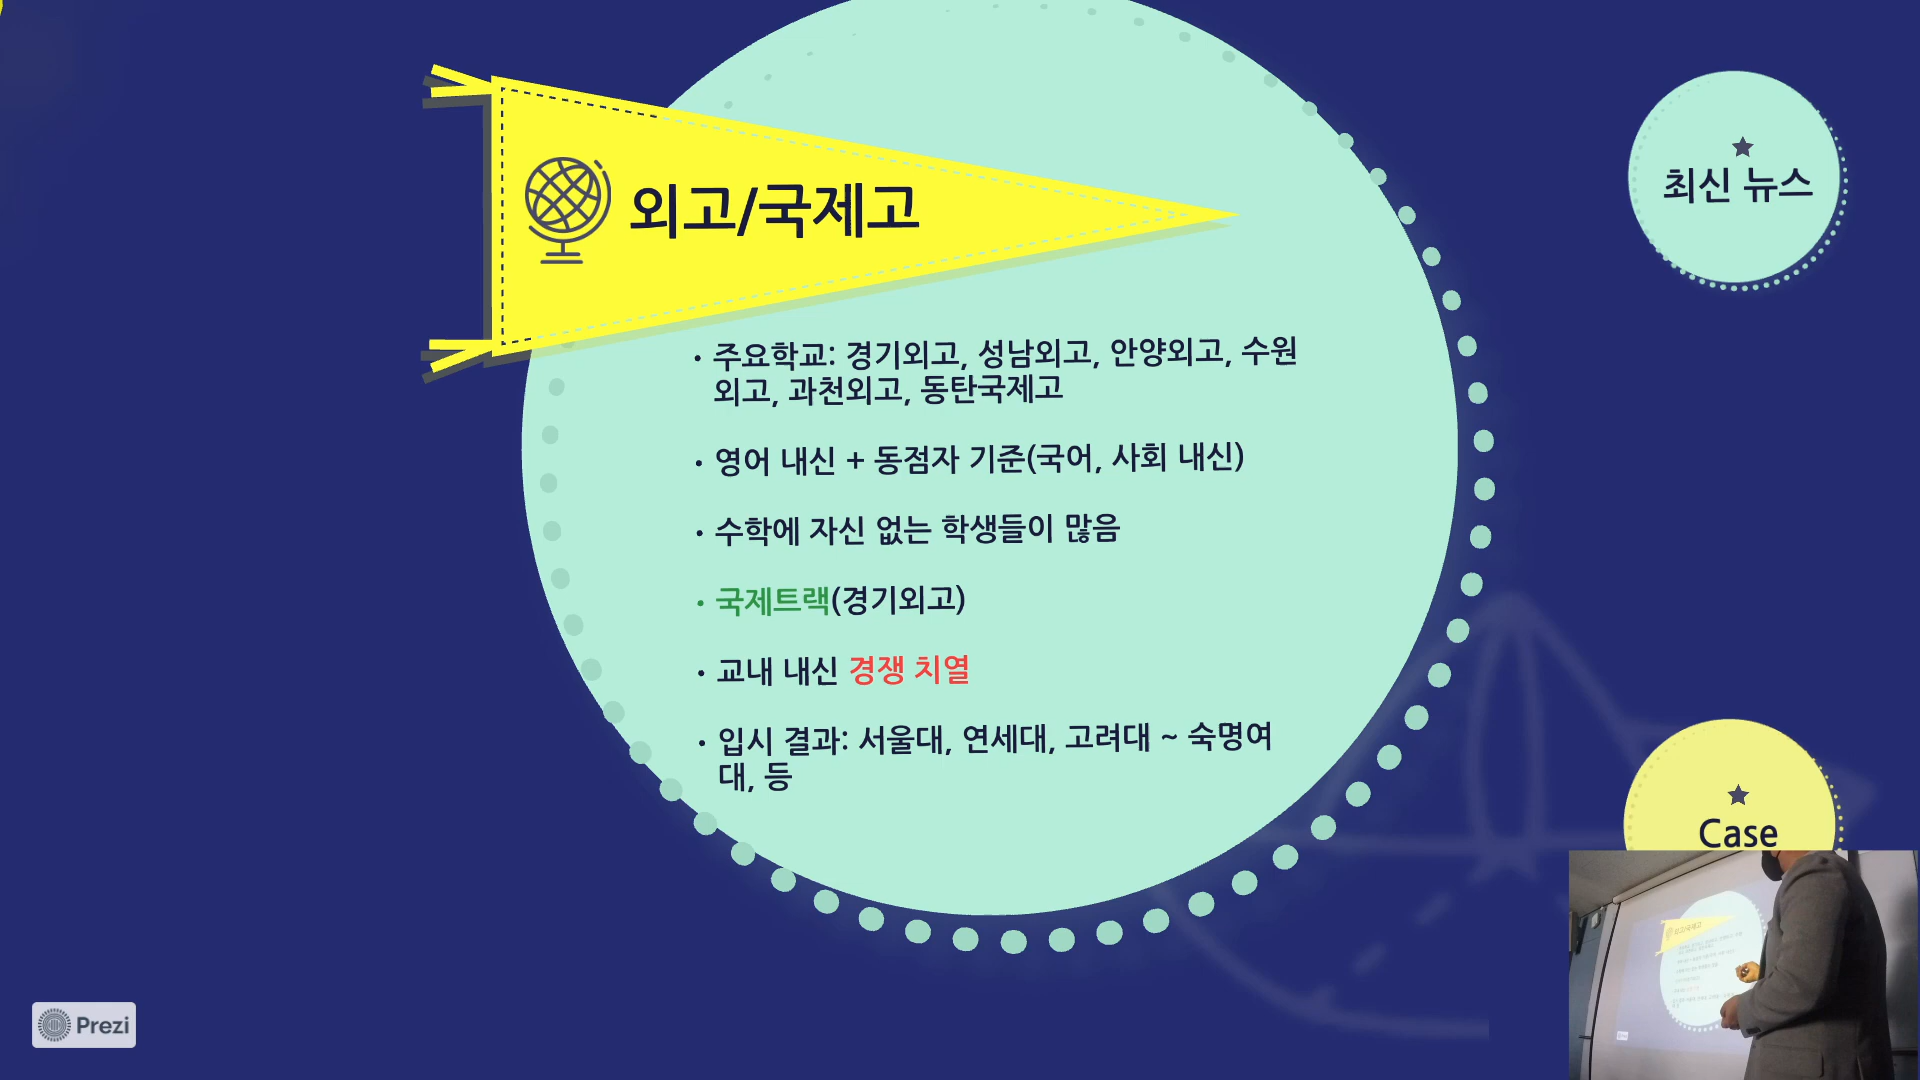 외고/국제고
• 주요학교: 경기외고, 성남외고, 안양외고, 수원
외고, 과천외고, 동탄국제고
• 영어 내신 + 동점자 기준(국어, 사회 내신)
• 수학에 자신 없는 학생들이 많음
• 국제트랙(경기외고)
• 교내 내신 경쟁 치열
• 입시 결과: 서울대, 연세대, 고려대 ~ 숙명여
대, 등
최신 뉴스
Case
Prezi